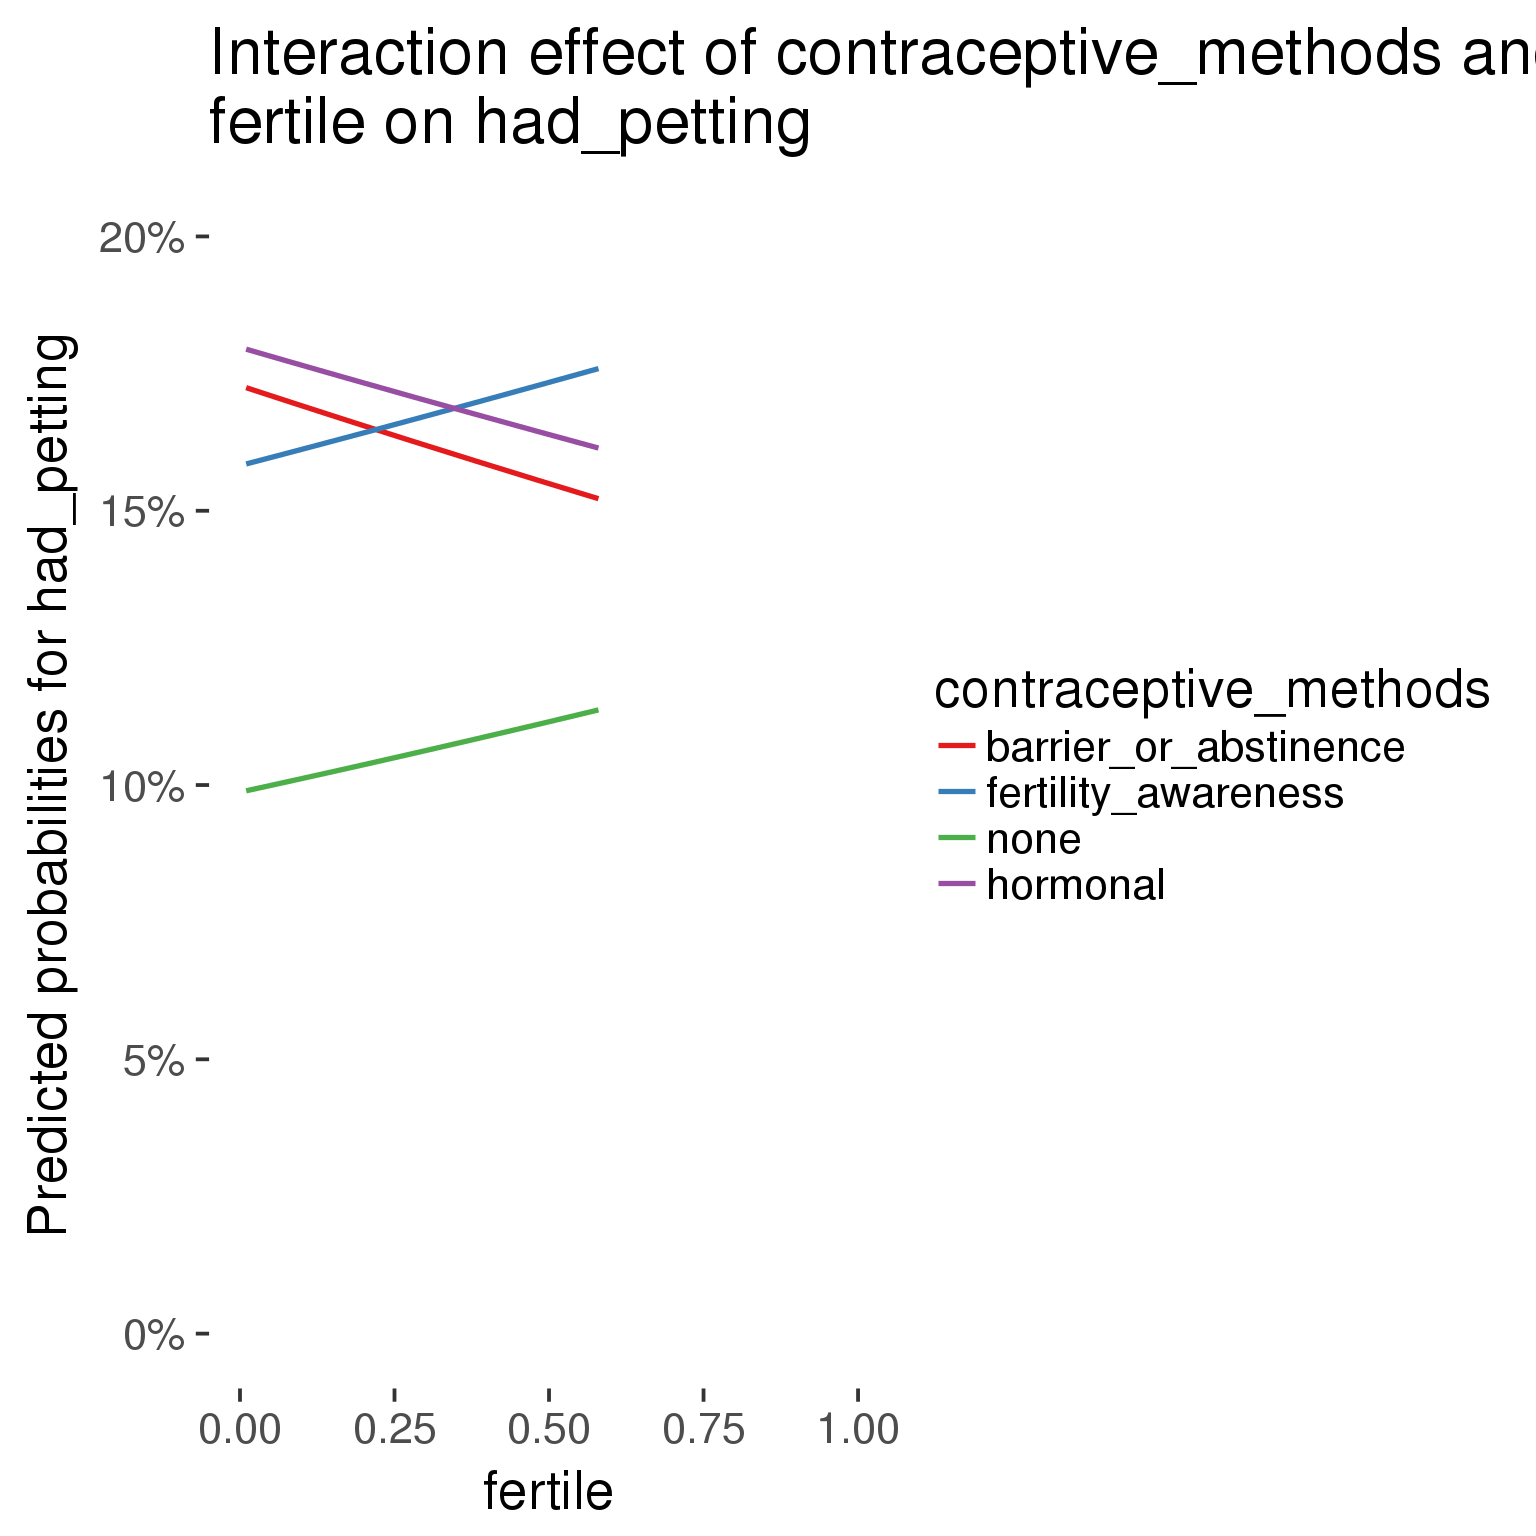 Interaction effect of contraceptive_methods an
fertile on had_petting
Predicted probabilities for had_petting
20%
15%
10%
5%
0%
0.00 0.25 0.50 0.75 1.00
fertile
contraceptive_methods
barrier_or_abstinence
fertility_awareness
none
hormonal